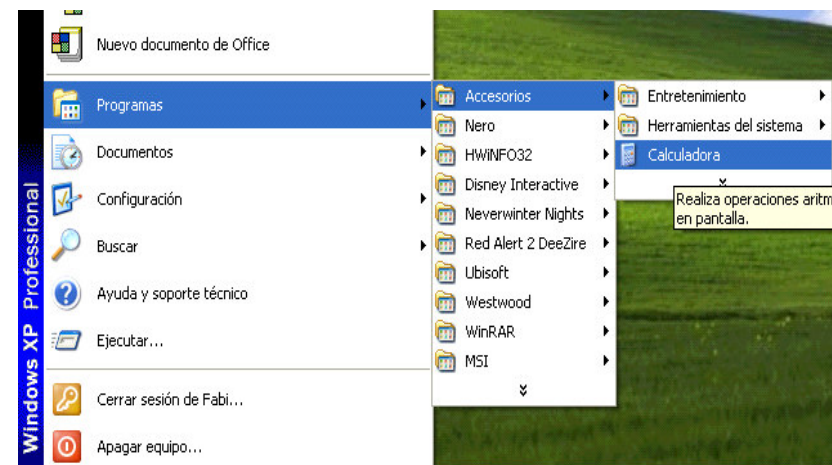 Windows XP Professional
Nuevo documento de Office
Programas
Documentos
Configuración
Buscar
Ayuda y soporte técnico
Ejecutar...
Cerrar sesión de Fabi...
Apagar equipo...
Accesorios
Nero
HWiNFO32
Disney Interactive
Neverwinter Nights
Red Alert 2 DeeZire
Ubisoft
Westwood
WinRAR
MSI
Entretenimiento
Herramientas del sistema
Calculadora
Realiza operaciones aritm
en pantalla.